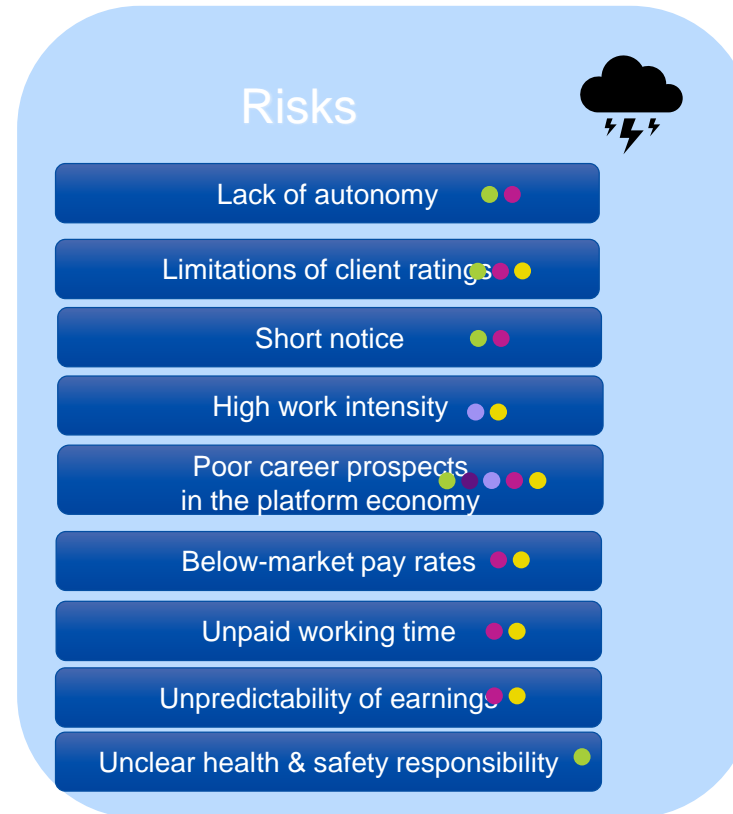 Risks
Lack of autonomy
Limitations of client ratings
Short notice
High work intensity
Poor career prospects
in the platform economy
Below-market pay rates
Unpaid working time
Unpredictability of earnings
Unclear health & safety responsibility